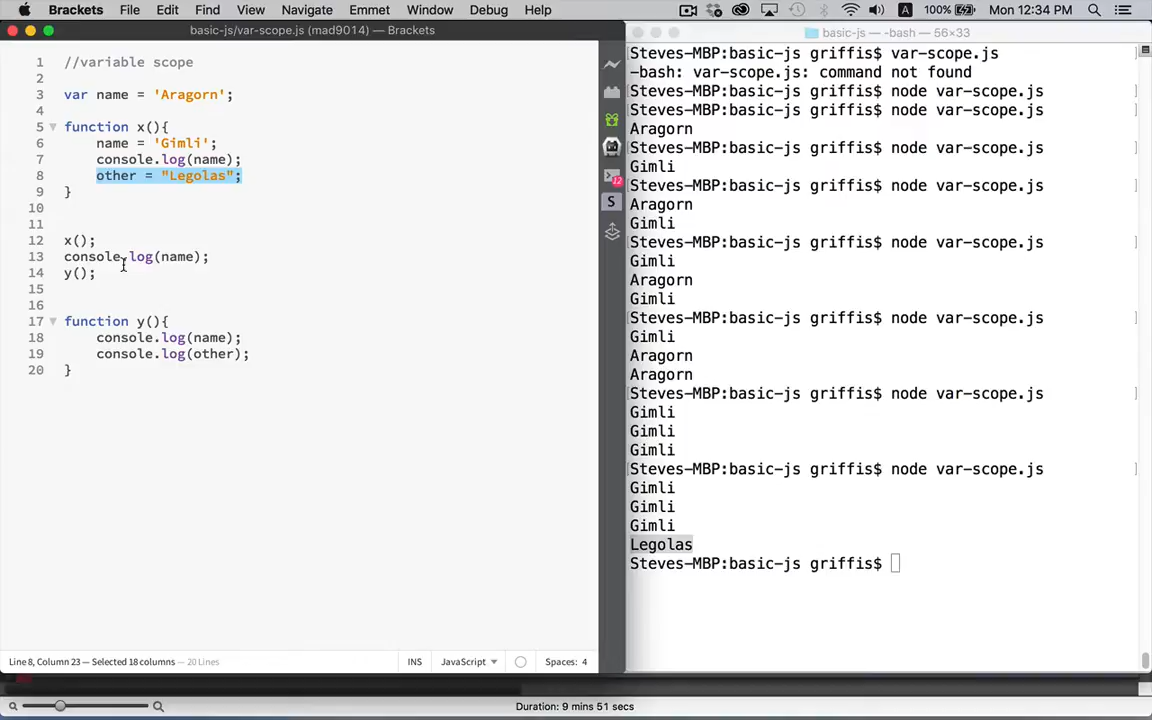 Brackets File Edit Find View Navigate Emmet Window Debug Help A 100% Mon 12:34 PM
basic-js/var-scope.js (mad9014) — Brackets
1 //variable scope
2
3 var name = 'Aragorn';
4
5 function x(){
6 name = 'Gimli';
7 console.log(name);
8 other = "Legolas";
9 }
10
11
12 x();
13 console.log(name);
14 y();
15
16
17 function y(){
18 console.log(name);
19 console.log(other);
20 }
12
S
Line 8, Column 23 — Selected 18 columns — 20 Lines INS JavaScript Spaces: 4
basic-js — -bash — 56×33
[Steves-MBP:basic-js griffis$ var-scope.js ]
-bash: var-scope.js: command not found
[Steves-MBP:basic-js griffis$ node var-scope.js ]
[Steves-MBP:basic-js griffis$ node var-scope.js ]
Aragorn
[Steves-MBP:basic-js griffis$ node var-scope.js ]
Gimli
[Steves-MBP:basic-js griffis$ node var-scope.js ]
Aragorn
Gimli
[Steves-MBP:basic-js griffis$ node var-scope.js ]
Gimli
Aragorn
Gimli
[Steves-MBP:basic-js griffis$ node var-scope.js ]
Gimli
Aragorn
Aragorn
[Steves-MBP:basic-js griffis$ node var-scope.js ]
Gimli
Gimli
Gimli
[Steves-MBP:basic-js griffis$ node var-scope.js ]
Gimli
Gimli
Gimli
Legolas
Steves-MBP:basic-js griffis$
Duration: 9 mins 51 secs